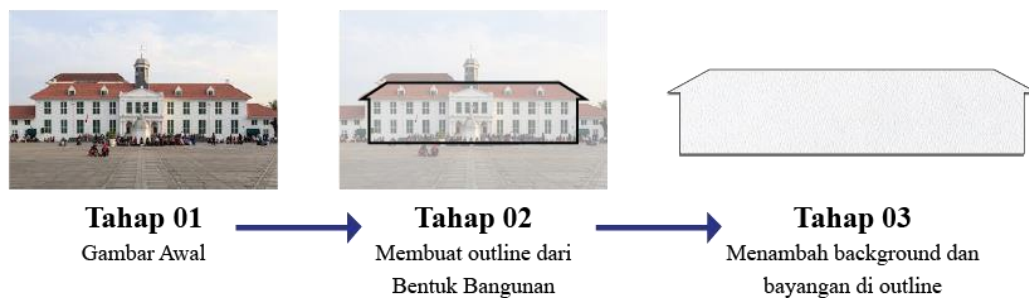 Tahap 01
Gambar Awal
Tahap 02
Membuat outline dari
Bentuk Bangunan
Tahap 03
Menambah background dan
bayangan di outline